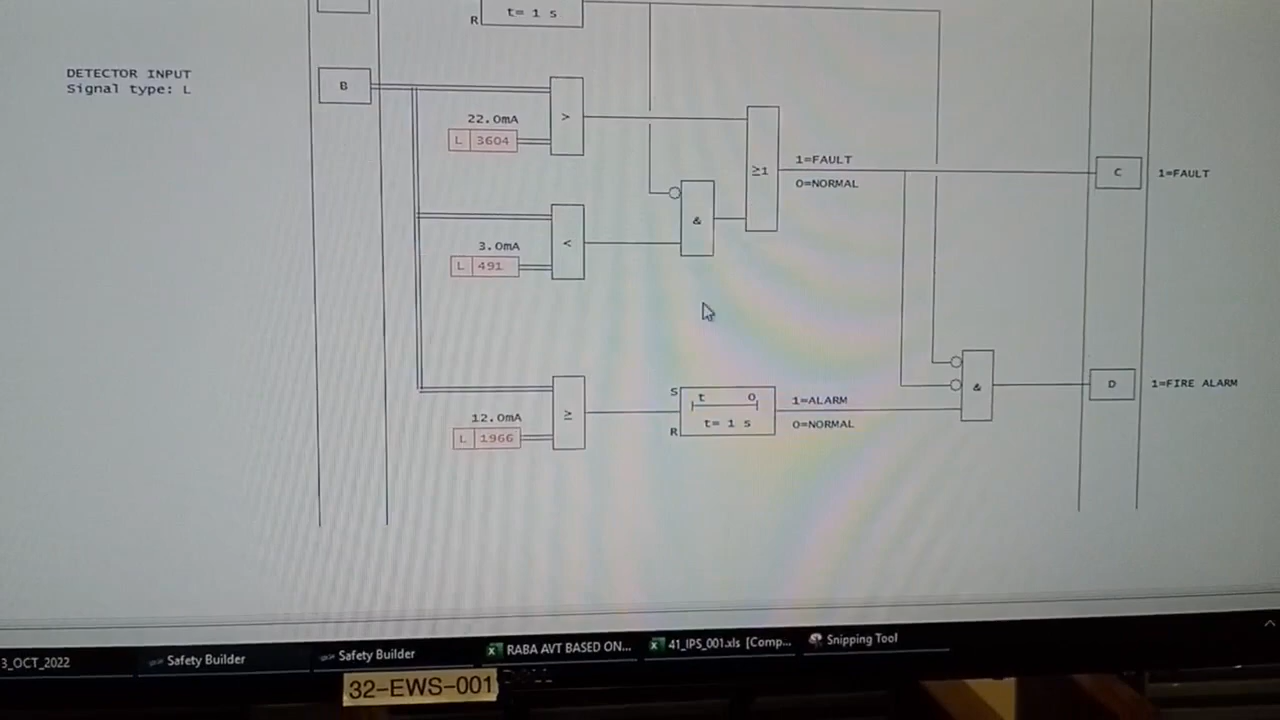 R
t= 1 s
DETECTOR INPUT
Signal type: L
B
22.0mA
L 3604
>
≥1
1=FAULT
0=NORMAL
C
1=FAULT
&
3.0mA
L 491
<
12.0mA
L 1966
≥
S
t 0
t= 1 s
R
1=ALARM
0=NORMAL
&
D
1=FIRE ALARM
3_OCT_2022
Safety Builder
Safety Builder
RABA AVT BASED ON...
41_IPS_001.xls [Comp...
Snipping Tool
32-EWS-001
DELL